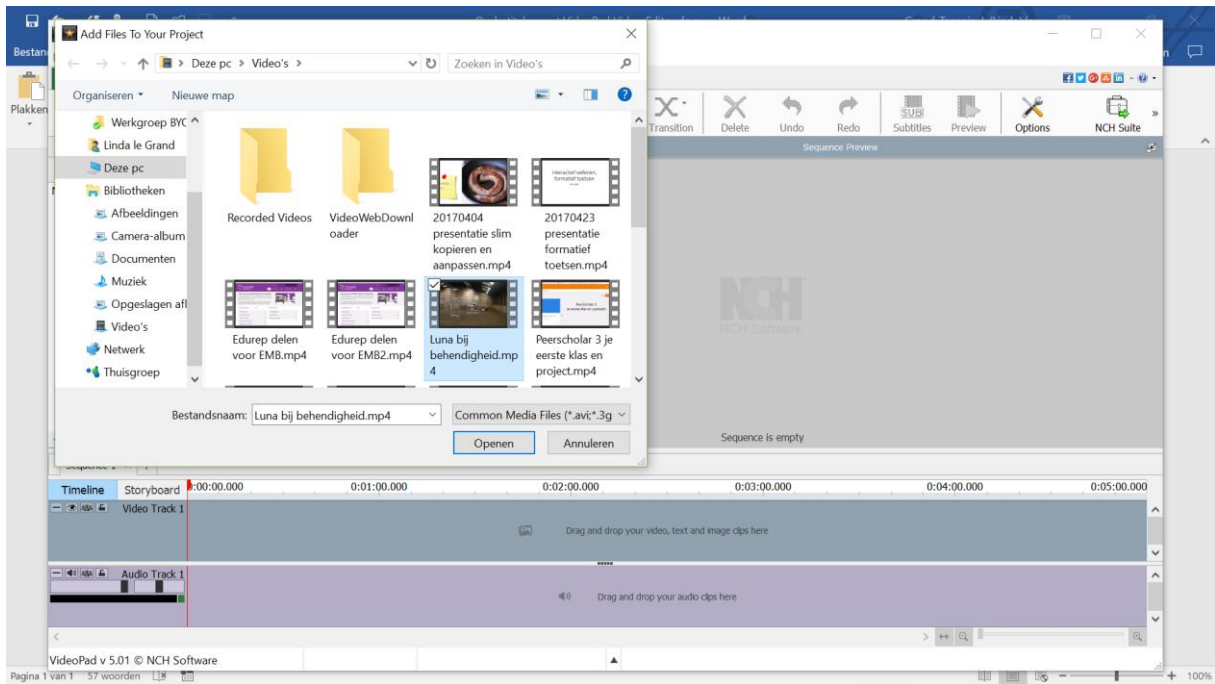 Add Files To Your Project
Bestan
n
Deze pc > Video's >
Zoeken in Video's
Organiseren
Nieuwe map
Plakken
Transition
Delete
Undo
Redo
SUB
Subtitles
Preview
Options
NCH Suite
»
Sequence Preview
Werkgroep BYC
Linda le Grand
Deze pc
Bibliotheken
Afbeeldingen
Camera-album
Documenten
Muziek
Opgeslagen afl
Video's
Netwerk
Thuisgroep
Recorded Videos
VideoWebDownl
oader
20170404
presentatie slim
kopieren en
aanpassen.mp4
Interactief oefenen,
formatief toetsen
20170423
presentatie
formatief
toetsen.mp4
Edurep delen
voor EMB.mp4
Edurep delen
voor EMB2.mp4
Luna bij
behendigheid.mp
4
Peerscholar 3 je
eerste klas en
project.mp4
NCH
NCH Software
Bestandsnaam:
Luna bij behendigheid.mp4
Common Media Files (*.avi;*.3g
Openen
Annuleren
Sequence is empty
Timeline
Storyboard
0:00:00.000
0:01:00.000
0:02:00.000
0:03:00.000
0:04:00.000
0:05:00.000
Video Track 1
Drag and drop your video, text and image clips here
Audio Track 1
Drag and drop your audio clips here
VideoPad v 5.01 © NCH Software
Pagina 1 van 1 57 woorden
100%